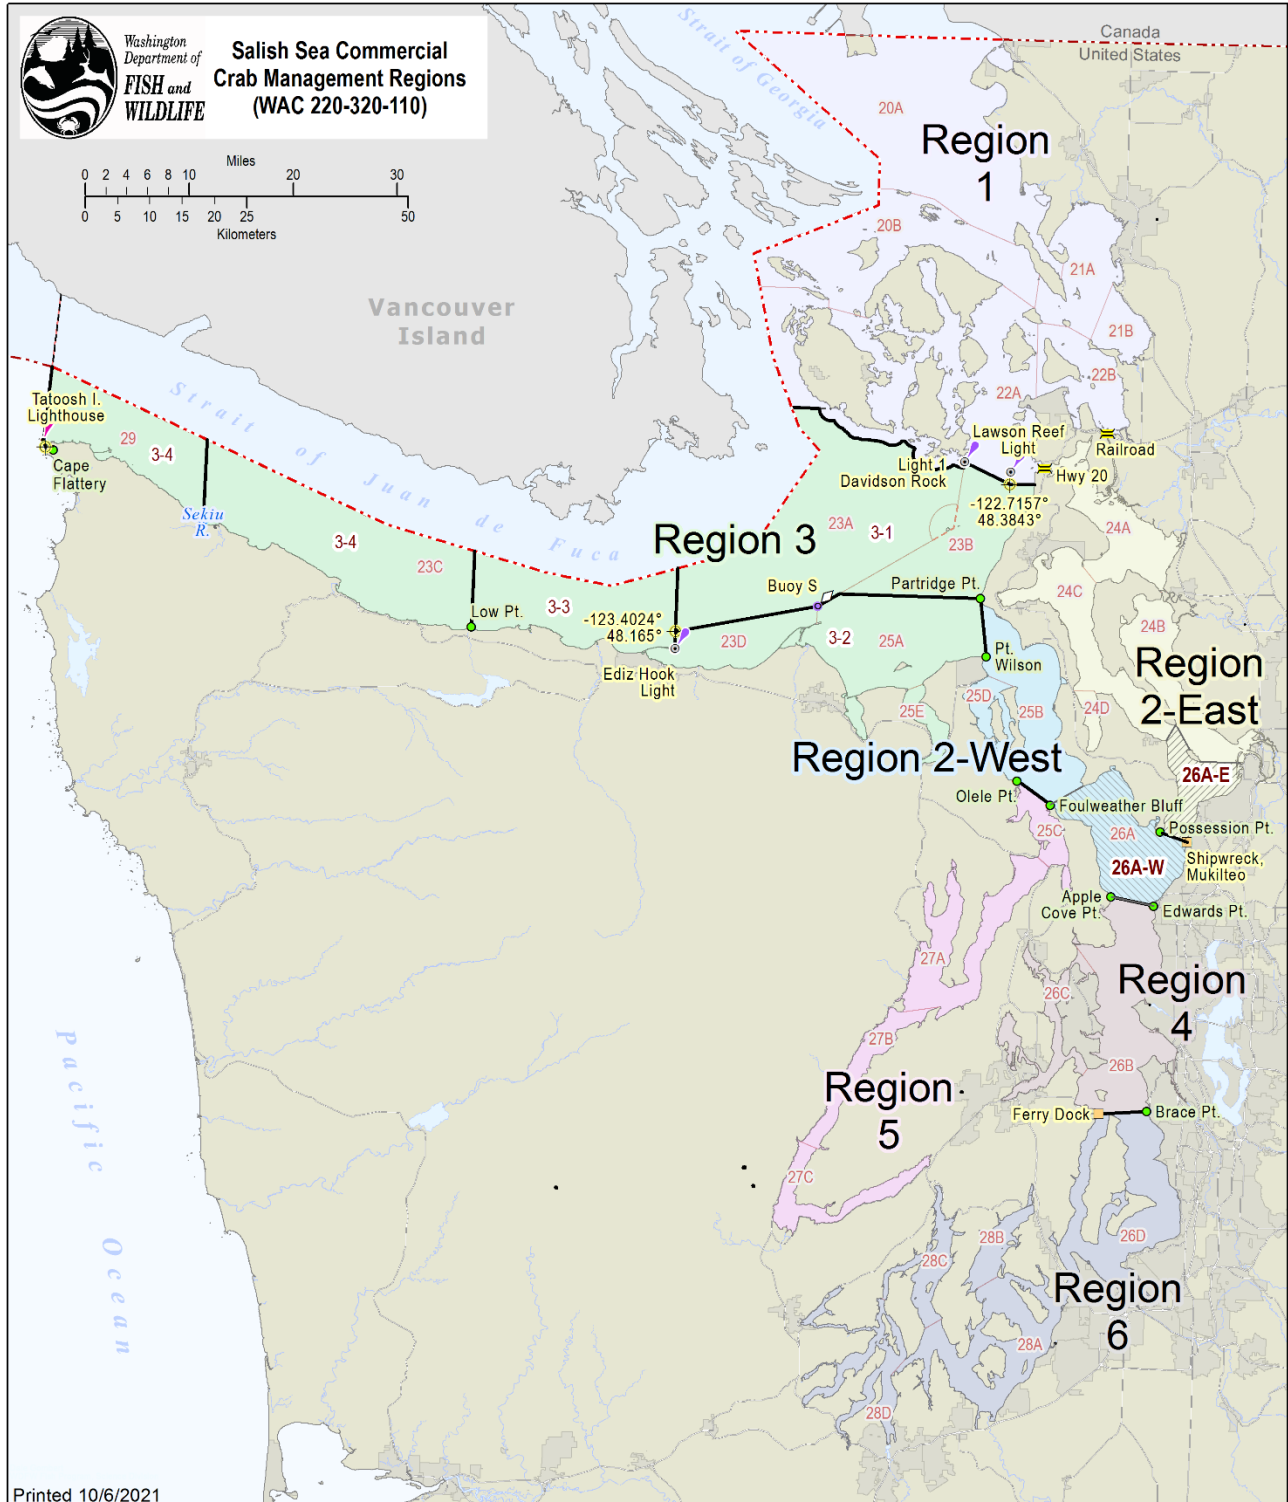 Washington
Department of
FISH and
WILDLIFE
Salish Sea Commercial
Crab Management Regions
(WAC 220-320-110)
Miles
0 2 4 6 8 10 20 30
0 5 10 15 20 25 50
Kilometers
Strait of Georgia
Canada
United States
20A
Region
1
20B
21A
21B
22B
22A
Vancouver
Island
Strait of Juan de Fuca
Tatoosh I.
Lighthouse
29
3-4
Cape
Flattery
Sekiu
R.
3-4
23C
Low Pt.
3-3
Region 3
23A
3-1
23B
Lawson Reef
Light
Light 1
Davidson Rock
Railroad
Hwy 20
-122.7157°
48.3843°
24A
Buoy S
Partridge Pt.
-123.4024°
48.165°
23D
3-2
25A
Ediz Hook
Light
Pt.
Wilson
24C
24B
Region
2-East
25D
25B
25E
24D
Region 2-West
26A-E
Olele Pt.
Foulweather Bluff
25C
26A
Possession Pt.
26A-W
Shipwreck,
Mukilteo
Apple
Cove Pt.
Edwards Pt.
27A
26C
Region
4
27B
26B
Region
5
Ferry Dock
Brace Pt.
27C
28C
28B
26D
Region
6
28A
28D
Pacific Ocean
Printed 10/6/2021